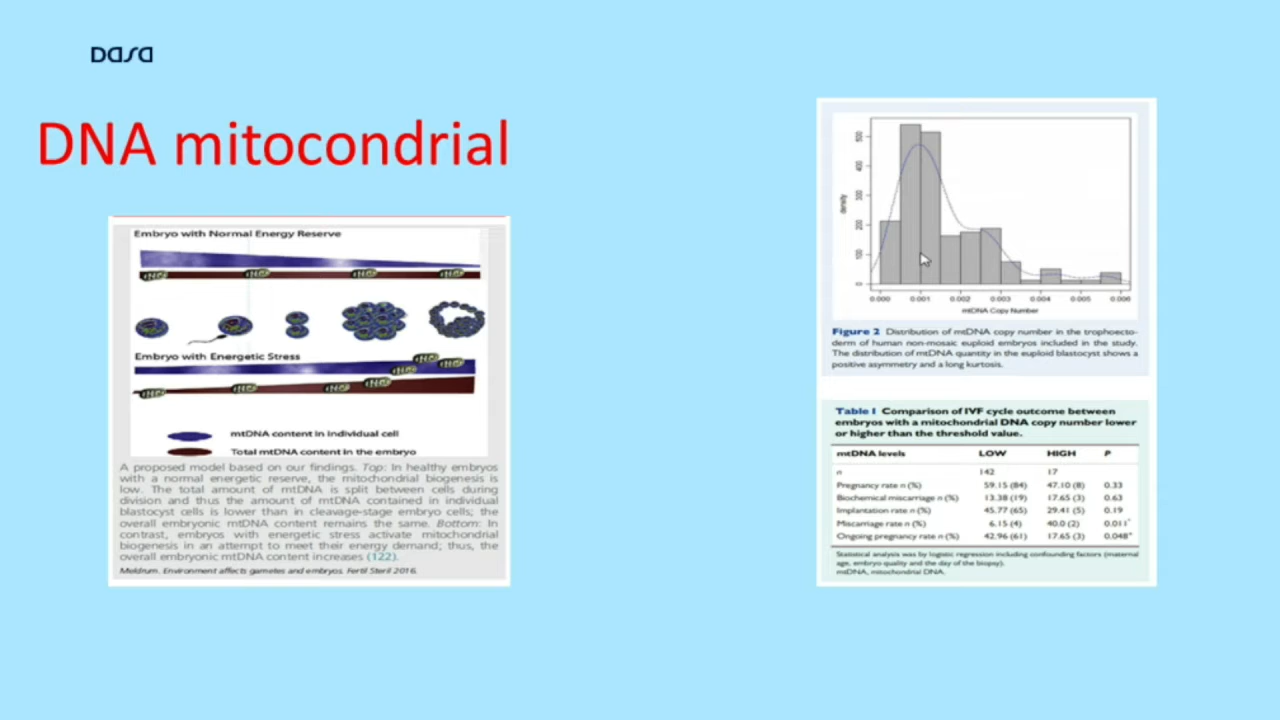 Dasa
DNA mitocondrial
Embryo with Normal Energy Reserve
Embryo with Energetic Stress
mtDNA content in individual cell
Total mtDNA content in the embryo
A proposed model based on our findings. Top: In healthy embryos
with a normal energetic reserve, the mitochondrial biogenesis is
low. The total amount of mtDNA is split between cells during
division and thus the amount of mtDNA contained in individual
blastocyst cells is lower than in cleavage-stage embryo cells; the
overall embryonic mtDNA content remains the same. Bottom: In
contrast, embryos with energetic stress activate mitochondrial
biogenesis in an attempt to meet their energy demand; thus, the
overall embryonic mtDNA content increases (122).
Meldrum. Environment affects gametes and embryos. Fertil Steril 2016.
density
500
400
300
200
100
0
0.000 0.001 0.002 0.003 0.004 0.005 0.006
mtDNA Copy Number
Figure 2 Distribution of mtDNA copy number in the trophoecto-
derm of human non-mosaic euploid embryos included in the study.
The distribution of mtDNA quantity in the euploid blastocyst shows a
positive asymmetry and a long kurtosis.
Table I Comparison of IVF cycle outcome between
embryos with a mitochondrial DNA copy number lower
or higher than the threshold value.
mtDNA levels LOW HIGH P
n 142 17
Pregnancy rate n (%) 59.15 (84) 47.10 (8) 0.33
Biochemical miscarriage n (%) 13.38 (19) 17.65 (3) 0.63
Implantation rate n (%) 45.77 (65) 29.41 (5) 0.19
Miscarriage rate n (%) 6.15 (4) 40.0 (2) 0.011*
Ongoing pregnancy rate n (%) 42.96 (61) 17.65 (3) 0.048*
Statistical analysis was by logistic regression including confounding factors (maternal
age, embryo quality and the day of the biopsy).
mtDNA, mitochondrial DNA.